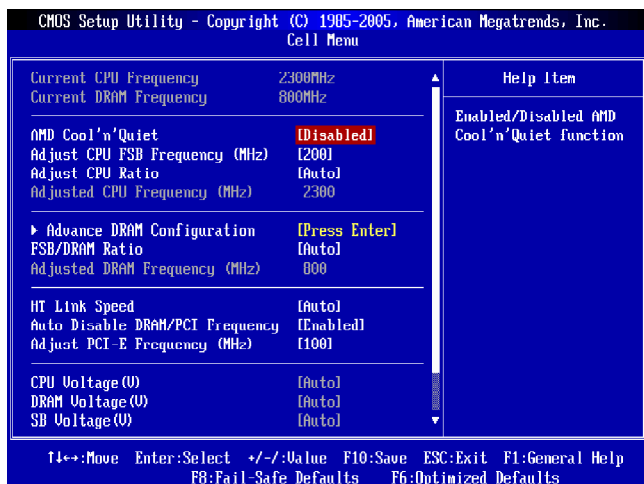 CMOS Setup Utility - Copyright (C) 1985-2005, American Megatrends, Inc.
Cell Menu
Current CPU Frequency 2300MHz
Current DRAM Frequency 800MHz
AMD Cool'n'Quiet [Disabled]
Adjust CPU FSB Frequency (MHz) [200]
Adjust CPU Ratio [Auto]
Adjusted CPU Frequency (MHz) 2300
▸ Advance DRAM Configuration [Press Enter]
FSB/DRAM Ratio [Auto]
Adjusted DRAM Frequency (MHz) 800
HT Link Speed [Auto]
Auto Disable DRAM/PCI Frequency [Enabled]
Adjust PCI-E Frequency (MHz) [100]
CPU Voltage(V) [Auto]
DRAM Voltage(V) [Auto]
SB Voltage(V) [Auto]
Help Item
Enabled/Disabled AMD
Cool'n'Quiet function
↑↓←→:Move Enter:Select +/-/:Value F10:Save ESC:Exit F1:General Help
F8:Fail-Safe Defaults F6:Optimized Defaults